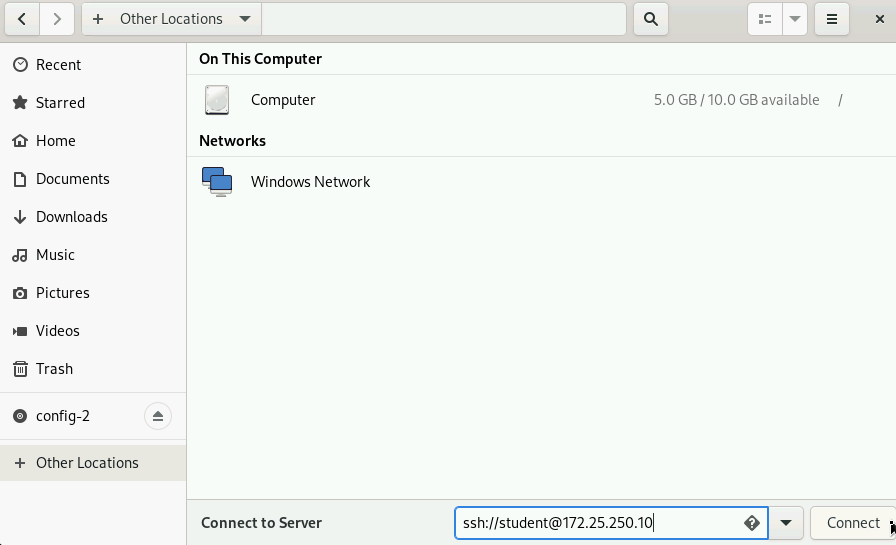 Other Locations
Recent
Starred
Home
Documents
Downloads
Music
Pictures
Videos
Trash
config-2
Other Locations
On This Computer
Computer 5.0 GB / 10.0 GB available /
Networks
Windows Network
Connect to Server ssh://student@172.25.250.10 Connect